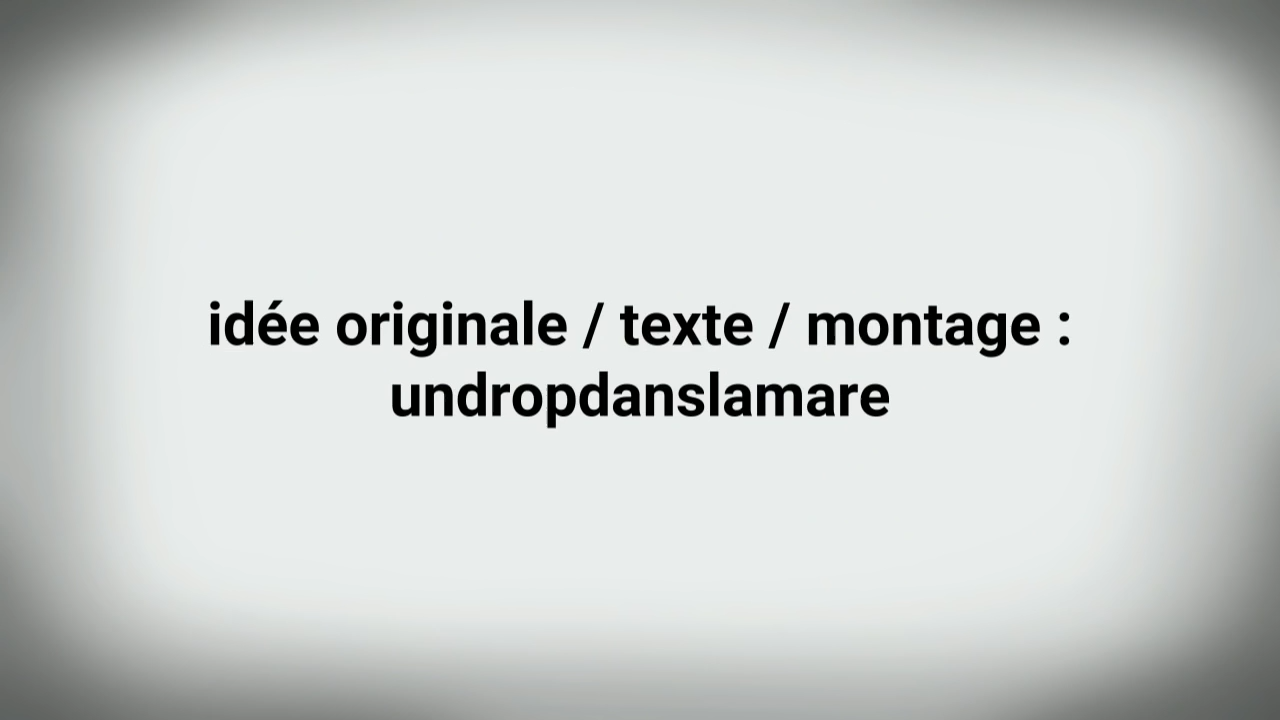 idée originale / texte / montage :
undropdanslamare